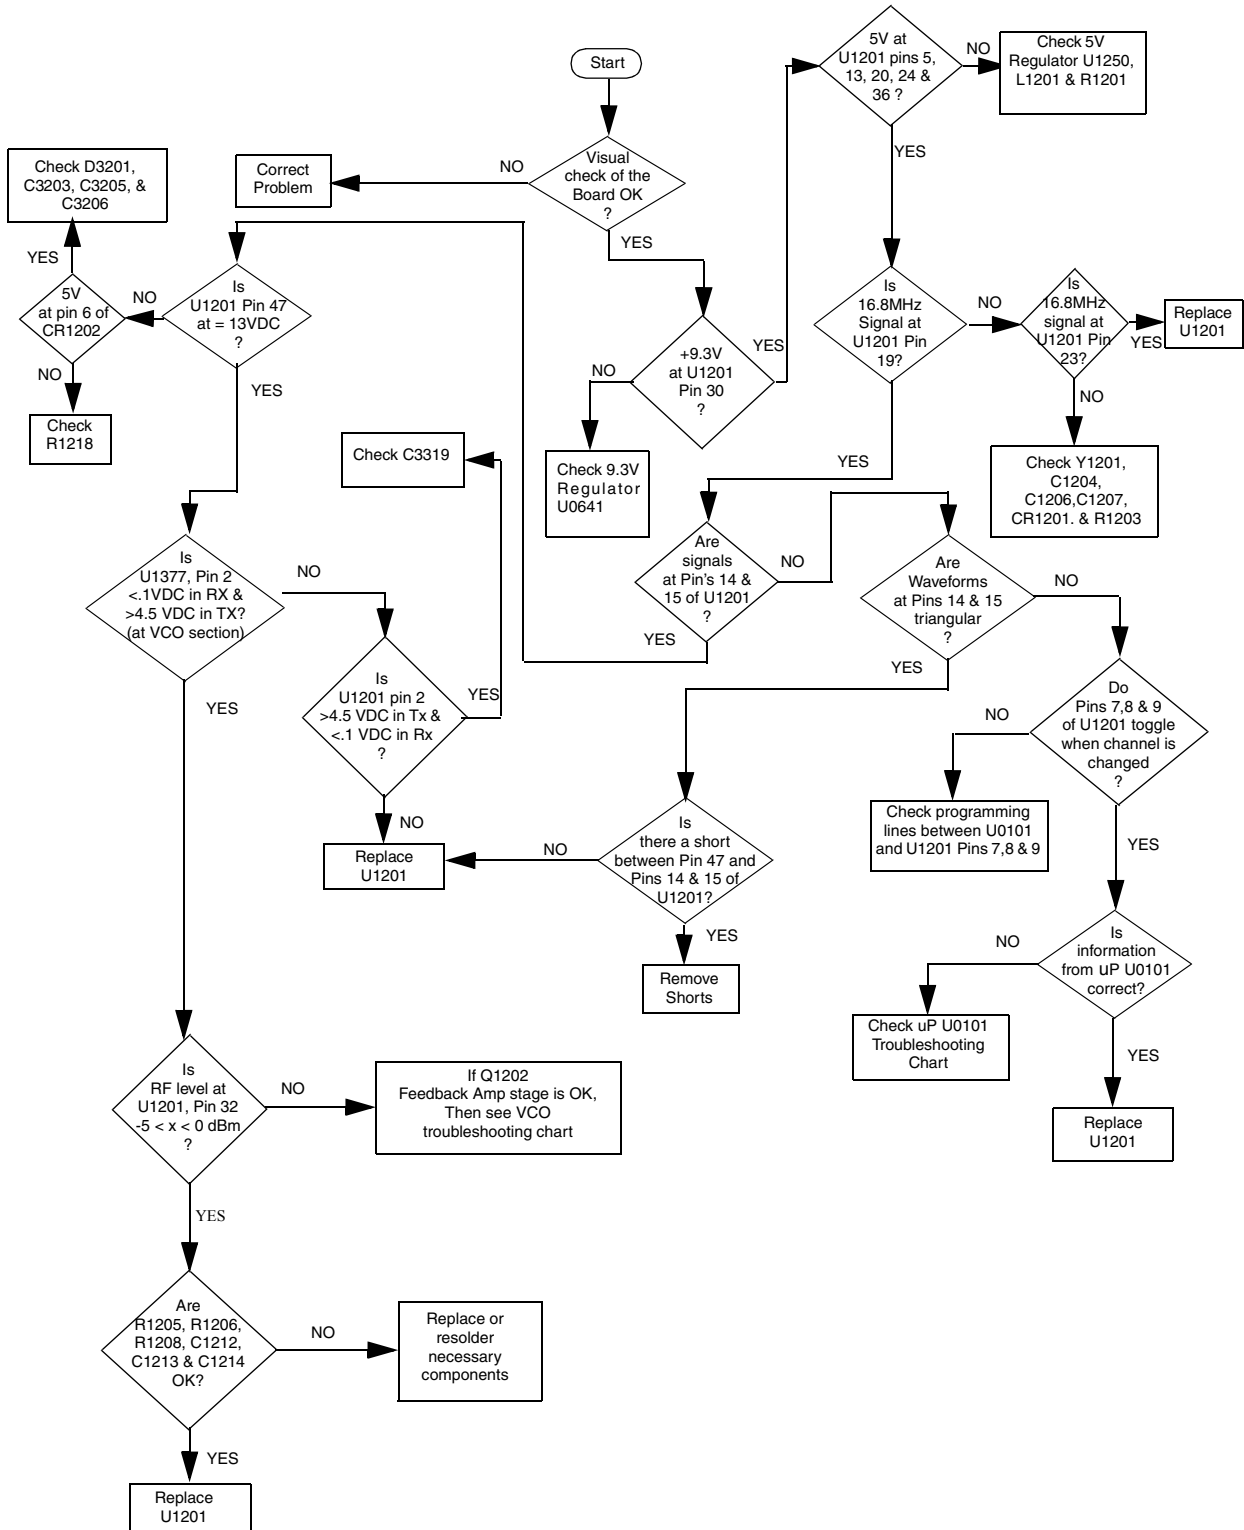 Start
Visual
check of the
Board OK
?
NO
Correct
Problem
YES
+9.3V
at U1201
Pin 30
?
NO
Check 9.3V
Regulator
U0641
YES
5V at
U1201 pins 5,
13, 20, 24 &
36 ?
NO
Check 5V
Regulator U1250,
L1201 & R1201
YES
Is
16.8MHz
Signal at
U1201 Pin
19?
NO
Is
16.8MHz
signal at
U1201 Pin
23?
YES
Replace
U1201
NO
Check Y1201,
C1204,
C1206,C1207,
CR1201. & R1203
YES
Are
signals
at Pin's 14 &
15 of U1201
?
NO
YES
Are
Waveforms
at Pins 14 & 15
triangular
?
NO
YES
Do
Pins 7,8 & 9
of U1201 toggle
when channel is
changed
?
NO
Check programming
lines between U0101
and U1201 Pins 7,8 & 9
YES
Is
information
from uP U0101
correct?
NO
Check uP U0101
Troubleshooting
Chart
YES
Replace
U1201
Is
there a short
between Pin 47 and
Pins 14 & 15 of
U1201?
NO
YES
Remove
Shorts
Is
U1201 Pin 47
at = 13VDC
?
NO
5V
at pin 6 of
CR1202
YES
Check D3201,
C3203, C3205, &
C3206
NO
Check
R1218
YES
Is
U1377, Pin 2
<.1VDC in RX &
>4.5 VDC in TX?
(at VCO section)
NO
Is
U1201 pin 2
>4.5 VDC in Tx &
<.1 VDC in Rx
?
YES
Check C3319
NO
Replace
U1201
YES
Is
RF level at
U1201, Pin 32
-5 < x < 0 dBm
?
NO
If Q1202
Feedback Amp stage is OK,
Then see VCO
troubleshooting chart
YES
Are
R1205, R1206,
R1208, C1212,
C1213 & C1214
OK?
NO
Replace or
resolder
necessary
components
YES
Replace
U1201